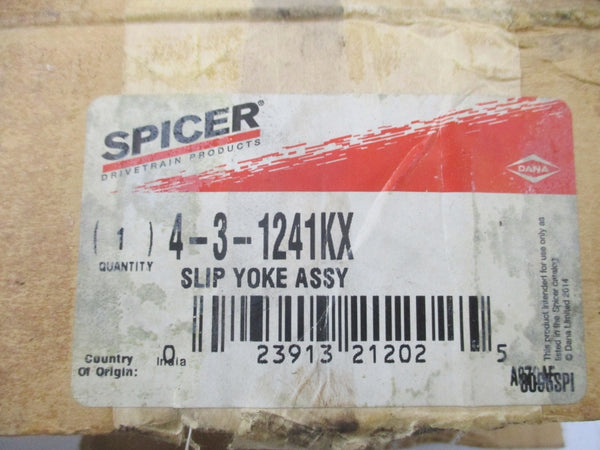 SPICER®
DRIVETRAIN PRODUCTS
DANA
( 1 ) 4-3-1241KX
QUANTITY
SLIP YOKE ASSY
0 23913 21202 5
Country Of Origin: India
This product intended for use only as
listed in the Spicer catalog
© Dana Limited 2014